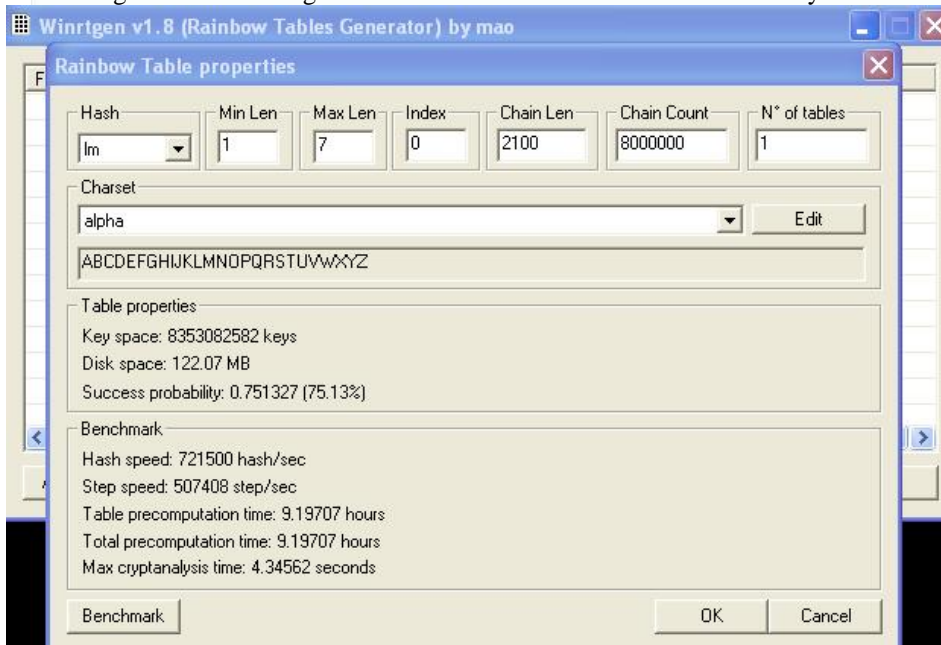 Winrtgen v1.8 (Rainbow Tables Generator) by mao
Rainbow Table properties
Hash Min Len Max Len Index Chain Len Chain Count N° of tables
lm 1 7 0 2100 8000000 1
Charset
alpha Edit
ABCDEFGHIJKLMNOPQRSTUVWXYZ
Table properties
Key space: 8353082582 keys
Disk space: 122.07 MB
Success probability: 0.751327 (75.13%)
Benchmark
Hash speed: 721500 hash/sec
Step speed: 507408 step/sec
Table precomputation time: 9.19707 hours
Total precomputation time: 9.19707 hours
Max cryptanalysis time: 4.34562 seconds
Benchmark OK Cancel